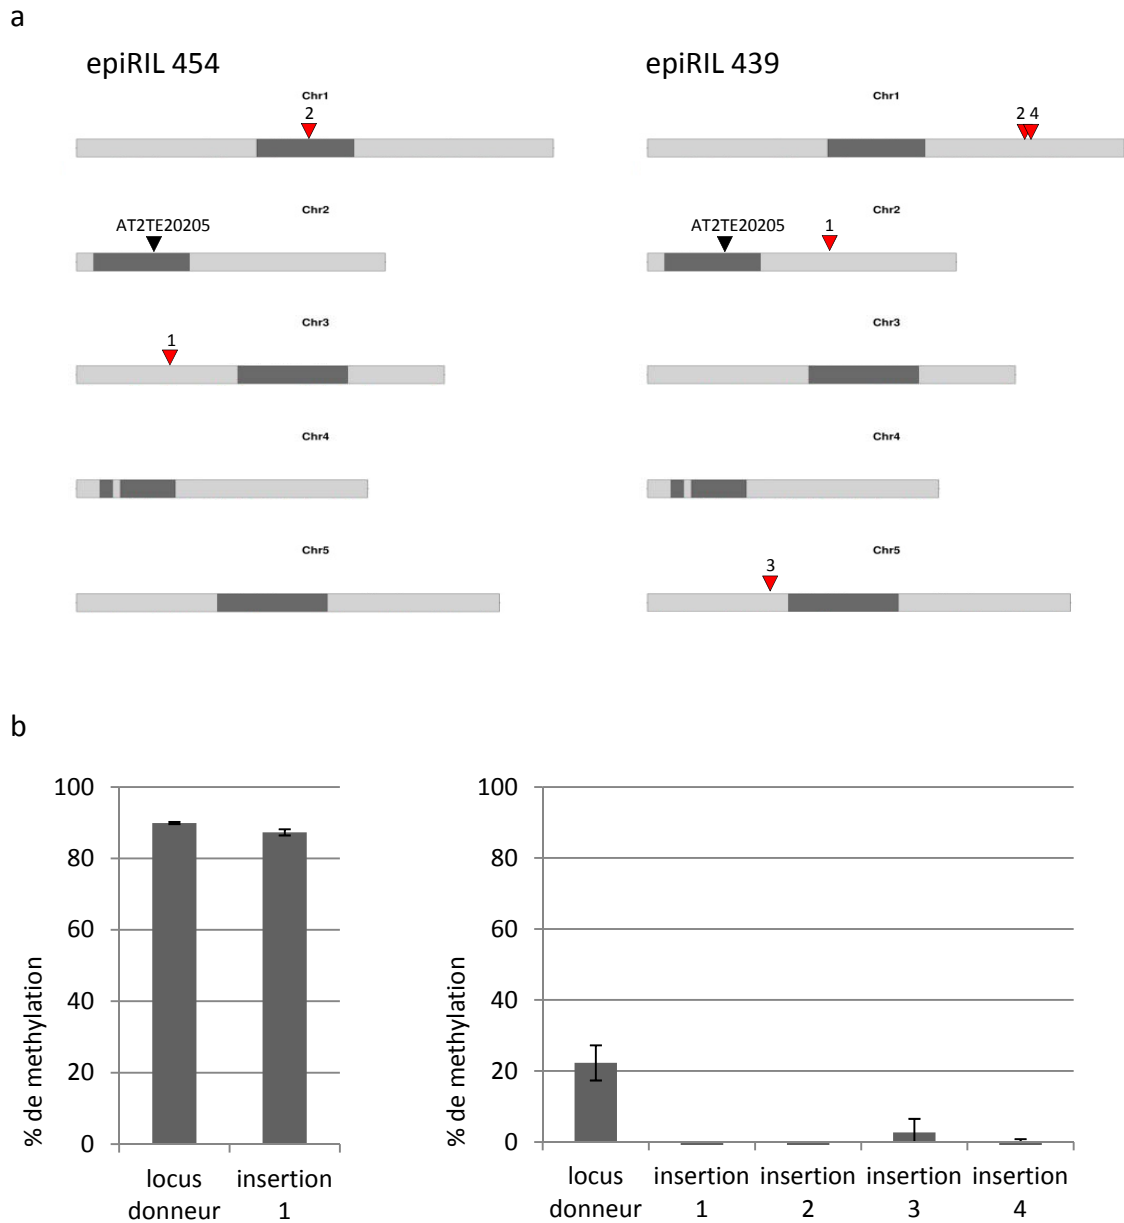 a
epiRIL 454
epiRIL 439
Chr1
2
Chr1
2 4
Chr2
AT2TE20205
Chr2
AT2TE20205
1
Chr3
1
Chr3
Chr4
Chr4
Chr5
Chr5
3
b
% de methylation
100
80
60
40
20
0
locus donneur
insertion 1
% de methylation
100
80
60
40
20
0
locus donneur
insertion 1
insertion 2
insertion 3
insertion 4